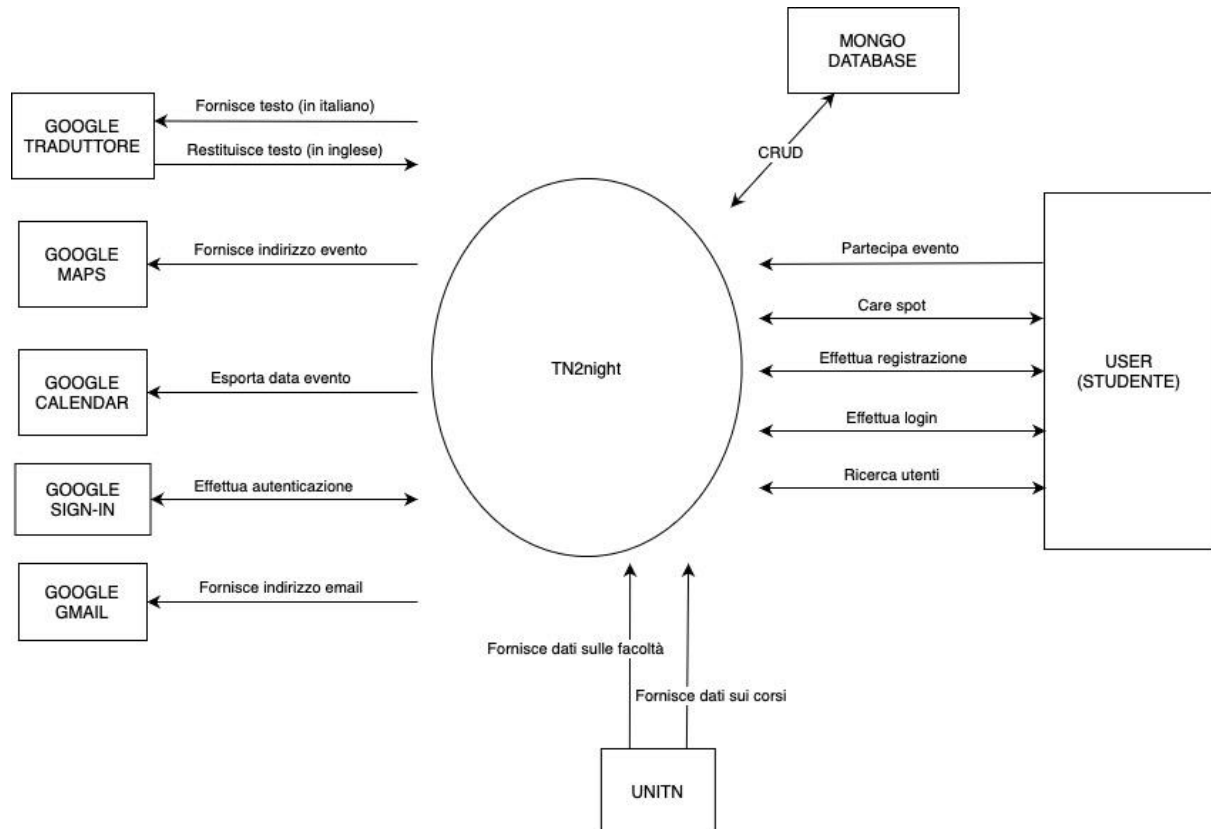 MONGO
DATABASE
Fornisce testo (in italiano)
GOOGLE
TRADUTTORE
Restituisce testo (in inglese)
CRUD
GOOGLE
MAPS
Fornisce indirizzo evento
Partecipa evento
Care spot
GOOGLE
CALENDAR
Esporta data evento
TN2night
Effettua registrazione
USER
(STUDENTE)
Effettua login
GOOGLE
SIGN-IN
Effettua autenticazione
Ricerca utenti
GOOGLE
GMAIL
Fornisce indirizzo email
Fornisce dati sulle facoltà
Fornisce dati sui corsi
UNITN